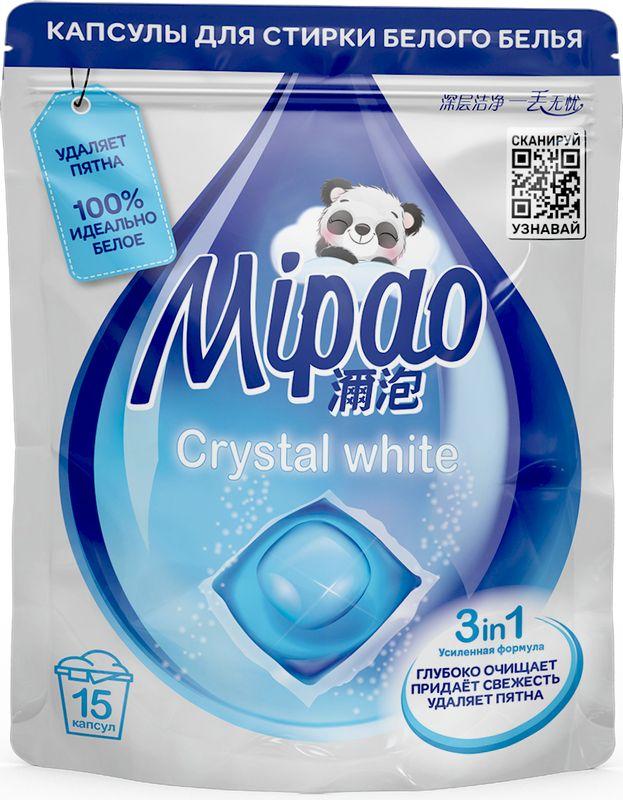 КАПСУЛЫ ДЛЯ СТИРКИ БЕЛОГО БЕЛЬЯ
深层洁净 一丢无忧
УДАЛЯЕТ
ПЯТНА
100%
ИДЕАЛЬНО
БЕЛОЕ
СКАНИРУЙ
УЗНАВАЙ
Mipao
濔泡
Crystal white
3in1
Усиленная формула
ГЛУБОКО ОЧИЩАЕТ
ПРИДАЁТ СВЕЖЕСТЬ
УДАЛЯЕТ ПЯТНА
15
капсул